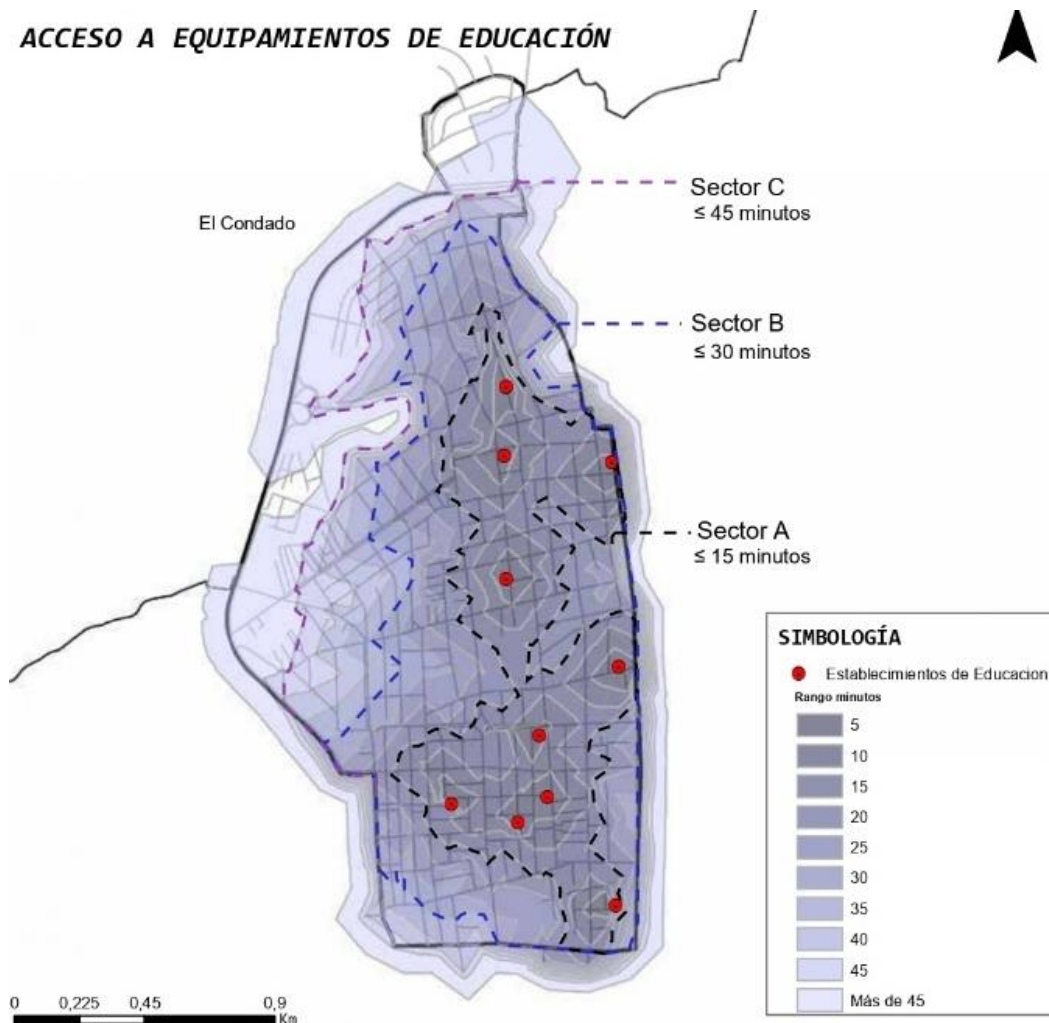 ACCESO A EQUIPAMIENTOS DE EDUCACIÓN
Sector C
≤ 45 minutos
El Condado
Sector B
≤ 30 minutos
Sector A
≤ 15 minutos
SIMBOLOGÍA
Establecimientos de Educacion
Rango minutos
5
10
15
20
25
30
35
40
45
Más de 45
0 0,225 0,45 0,9
Km